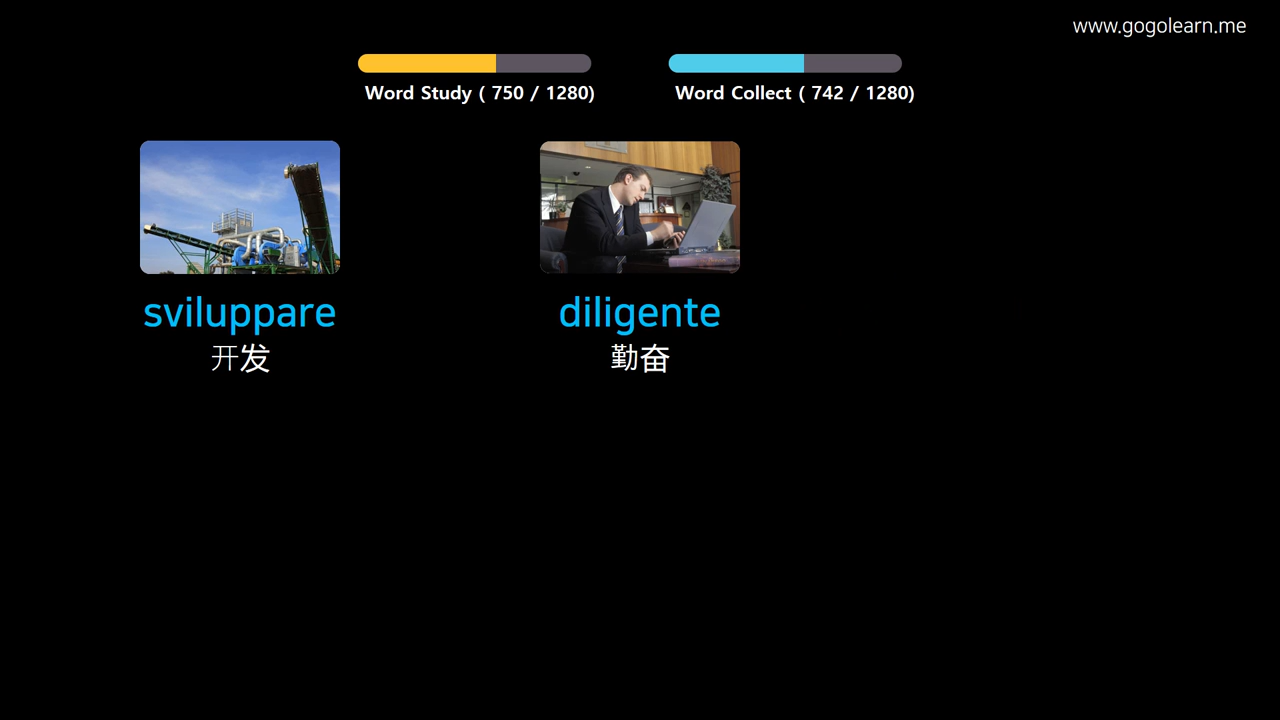 www.gogolearn.me
Word Study ( 750 / 1280)
Word Collect ( 742 / 1280)
sviluppare
开发
diligente
勤奋